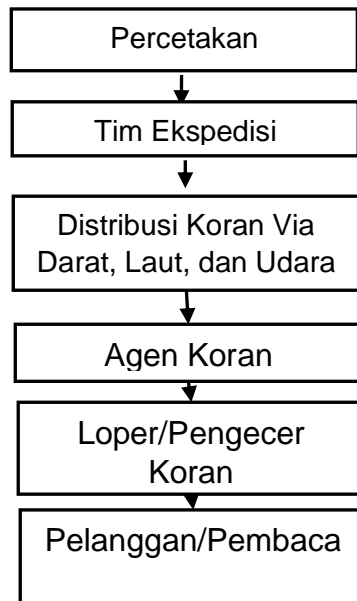 Percetakan
Tim Ekspedisi
Distribusi Koran Via
Darat, Laut, dan Udara
Agen Koran
Loper/Pengecer
Koran
Pelanggan/Pembaca